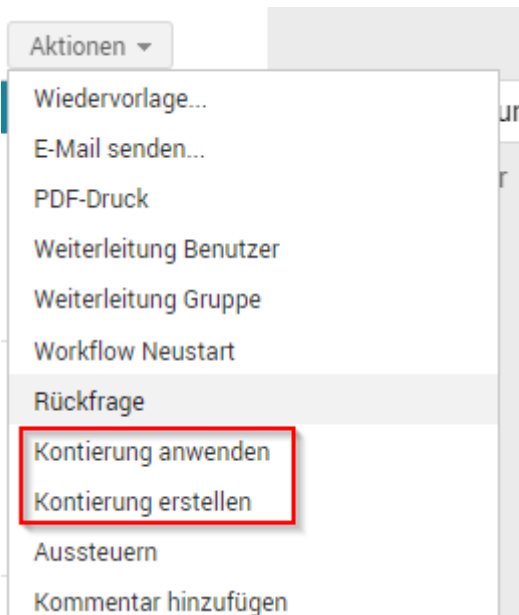 Aktionen
Wiedervorlage...
E-Mail senden...
PDF-Druck
Weiterleitung Benutzer
Weiterleitung Gruppe
Workflow Neustart
Rückfrage
Kontierung anwenden
Kontierung erstellen
Aussteuern
Kommentar hinzufügen